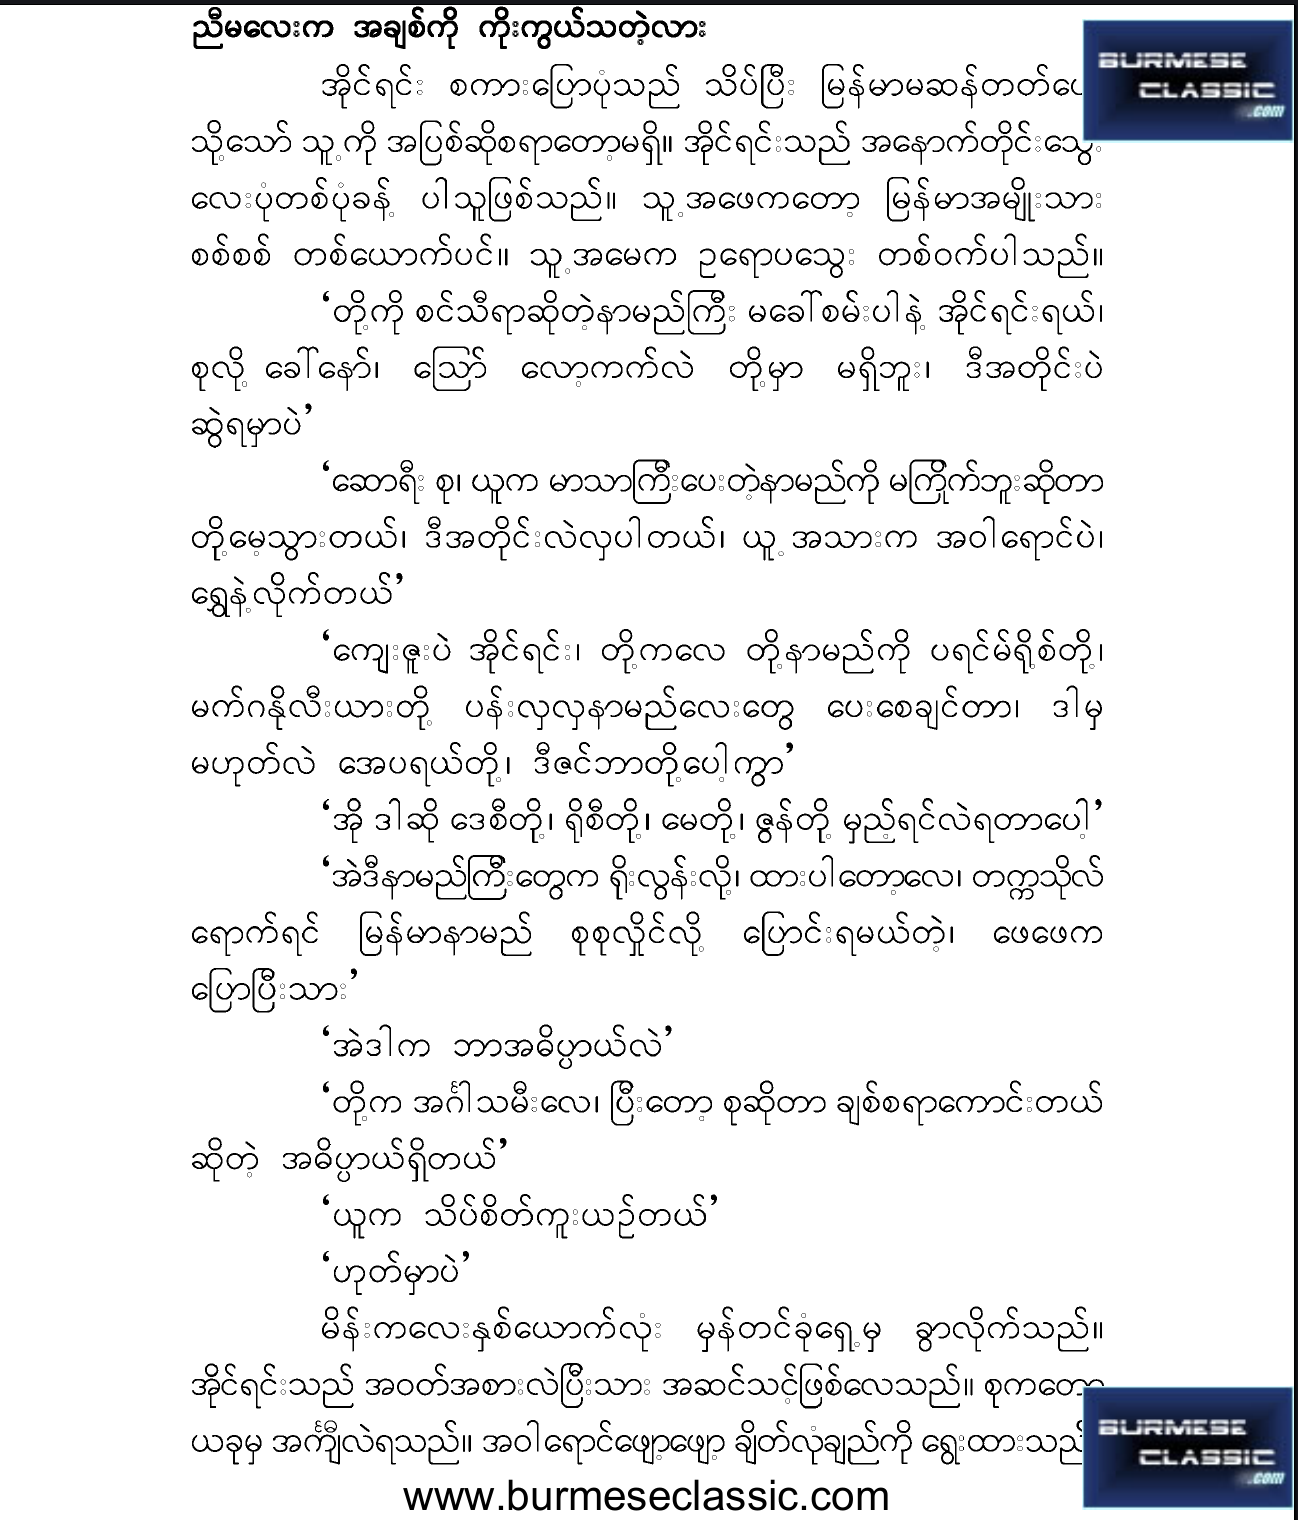 ညီမလေးက အချစ်ကို ကိုးကွယ်သတဲ့လား
BURMESE
CLASSIC
.com
အိုင်ရင်း စကားပြောပုံသည် သိပ်ပြီး မြန်မာမဆန်တတ်ပေ
သို့သော် သူ့ကို အပြစ်ဆိုစရာတော့မရှိ။ အိုင်ရင်းသည် အနောက်တိုင်းသွေး
လေးပုံတစ်ပုံခန့် ပါသူဖြစ်သည်။ သူ့အဖေကတော့ မြန်မာအမျိုးသား
စစ်စစ် တစ်ယောက်ပင်။ သူ့အမေက ဥရောပသွေး တစ်ဝက်ပါသည်။
‘တို့ကို စင်သီရာဆိုတဲ့နာမည်ကြီး မခေါ်စမ်းပါနဲ့ အိုင်ရင်းရယ်၊
စုလို့ ခေါ်နော်၊ သြော် လော့ကက်လဲ တို့မှာ မရှိဘူး၊ ဒီအတိုင်းပဲ
ဆွဲရမှာပဲ’
‘ဆောရီး စု၊ ယူက မာသာကြီးပေးတဲ့နာမည်ကို မကြိုက်ဘူးဆိုတာ
တို့မေ့သွားတယ်၊ ဒီအတိုင်းလဲလှပါတယ်၊ ယူ့အသားက အဝါရောင်ပဲ၊
ရွှေနဲ့လိုက်တယ်’
‘ကျေးဇူးပဲ အိုင်ရင်း၊ တို့ကလေ တို့နာမည်ကို ပရင်မ်ရို့စ်တို့၊
မက်ဂနိုလီးယားတို့ ပန်းလှလှနာမည်လေးတွေ ပေးစေချင်တာ၊ ဒါမှ
မဟုတ်လဲ အေပရယ်တို့၊ ဒီဇင်ဘာတို့ပေါ့ကွာ’
‘အို ဒါဆို ဒေစီတို့၊ ရိုစီတို့၊ မေတို့၊ ဇွန်တို့ မှည့်ရင်လဲရတာပေါ့’
‘အဲဒီနာမည်ကြီးတွေက ရိုးလွန်းလို့၊ ထားပါတော့လေ၊ တက္ကသိုလ်
ရောက်ရင် မြန်မာနာမည် စုစုလှိုင်လို့ ပြောင်းရမယ်တဲ့၊ ဖေဖေက
ပြောပြီးသား’
‘အဲဒါက ဘာအဓိပ္ပာယ်လဲ’
‘တို့က အင်္ဂါသမီးလေ၊ ပြီးတော့ စုဆိုတာ ချစ်စရာကောင်းတယ်
ဆိုတဲ့ အဓိပ္ပာယ်ရှိတယ်’
‘ယူက သိပ်စိတ်ကူးယဉ်တယ်’
‘ဟုတ်မှာပဲ’
မိန်းကလေးနှစ်ယောက်လုံး မှန်တင်ခုံရှေ့မှ ခွာလိုက်သည်။
အိုင်ရင်းသည် အဝတ်အစားလဲပြီးသား အဆင်သင့်ဖြစ်လေသည်။ စုကတော့
ယခုမှ အင်္ကျီလဲရသည်။ အဝါရောင်ဖျော့ဖျော့ ချိတ်လုံချည်ကို ရွေးထားသည်
BURMESE
CLASSIC
.com
www.burmeseclassic.com